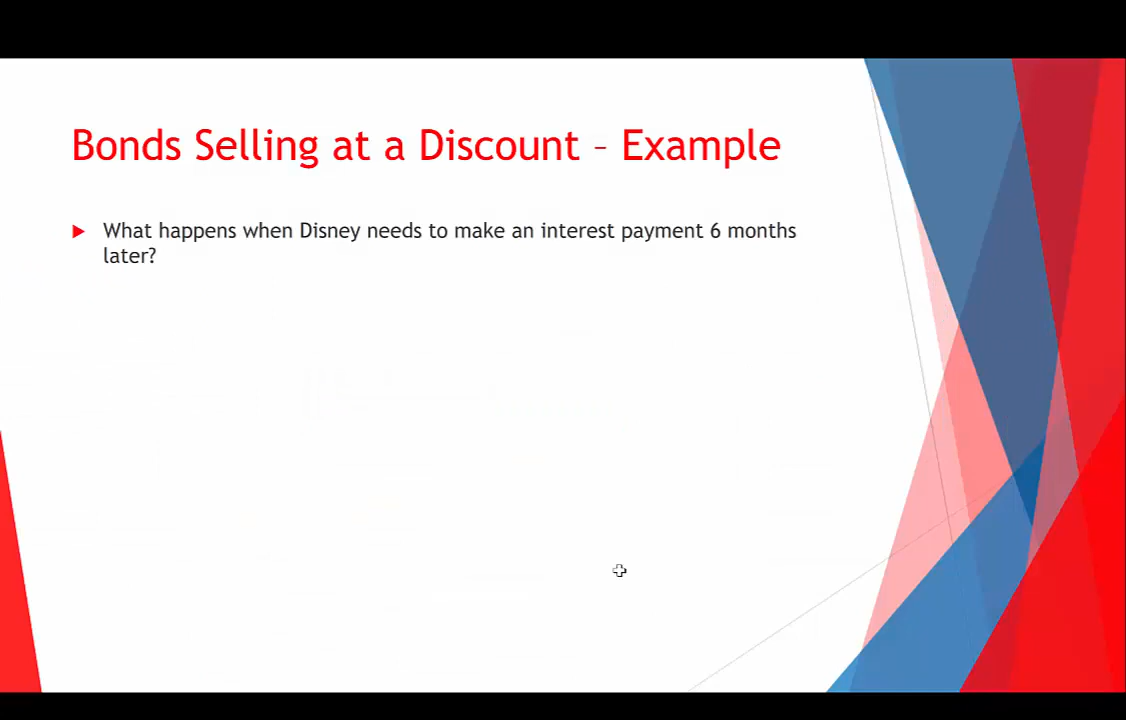 Bonds Selling at a Discount – Example
What happens when Disney needs to make an interest payment 6 months
later?